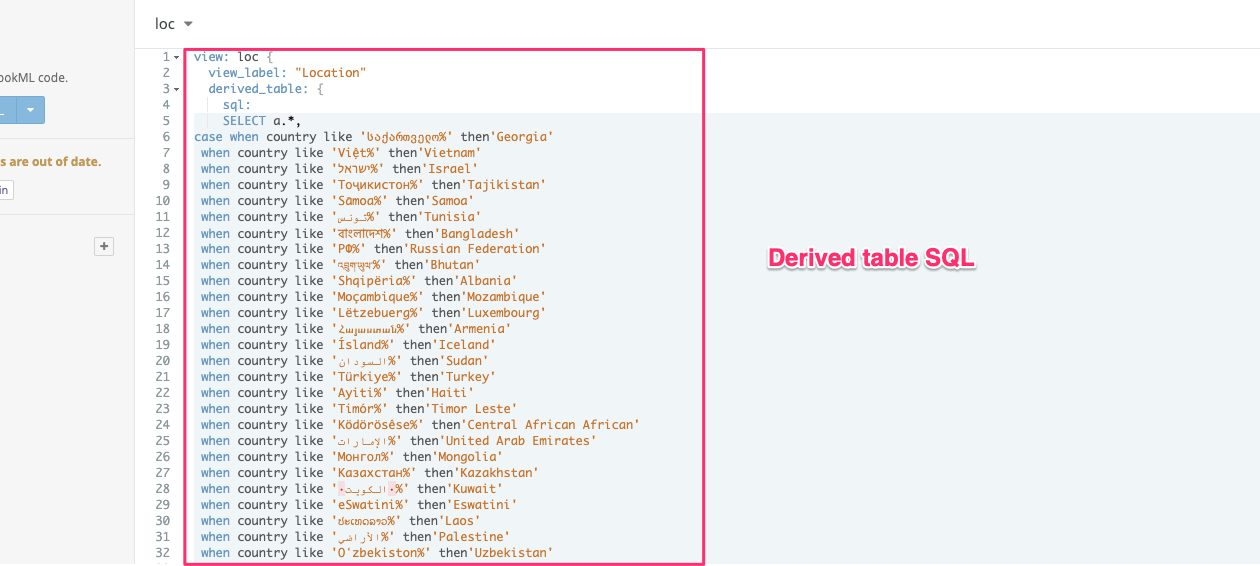 loc
ookML code.
s are out of date.
in
+
1 view: loc {
2 view_label: "Location"
3 derived_table: {
4 sql:
5 SELECT a.*,
6 case when country like 'საქართველო%' then'Georgia'
7 when country like 'Việt%' then'Vietnam'
8 when country like 'ישראל%' then'Israel'
9 when country like 'Тоҷикистон%' then'Tajikistan'
10 when country like 'Sāmoa%' then'Samoa'
11 when country like 'تونس%' then'Tunisia'
12 when country like 'বাংলাদেশ%' then'Bangladesh'
13 when country like 'РФ%' then'Russian Federation'
14 when country like 'འབྲུག་ཡུལ%' then'Bhutan'
15 when country like 'Shqipëria%' then'Albania'
16 when country like 'Moçambique%' then'Mozambique'
17 when country like 'Lëtzebuerg%' then'Luxembourg'
18 when country like 'Հայաստան%' then'Armenia'
19 when country like 'Ísland%' then'Iceland'
20 when country like 'السودان%' then'Sudan'
21 when country like 'Türkiye%' then'Turkey'
22 when country like 'Ayiti%' then'Haiti'
23 when country like 'Timór%' then'Timor Leste'
24 when country like 'Ködörösêse%' then'Central African African'
25 when country like 'الإمارات%' then'United Arab Emirates'
26 when country like 'Монгол%' then'Mongolia'
27 when country like 'Казахстан%' then'Kazakhstan'
28 when country like '•الكويت•%' then'Kuwait'
29 when country like 'eSwatini%' then'Eswatini'
30 when country like 'ປະເທດລາວ%' then'Laos'
31 when country like 'الأراضي%' then'Palestine'
32 when country like 'Oʻzbekiston%' then'Uzbekistan'
Derived table SQL